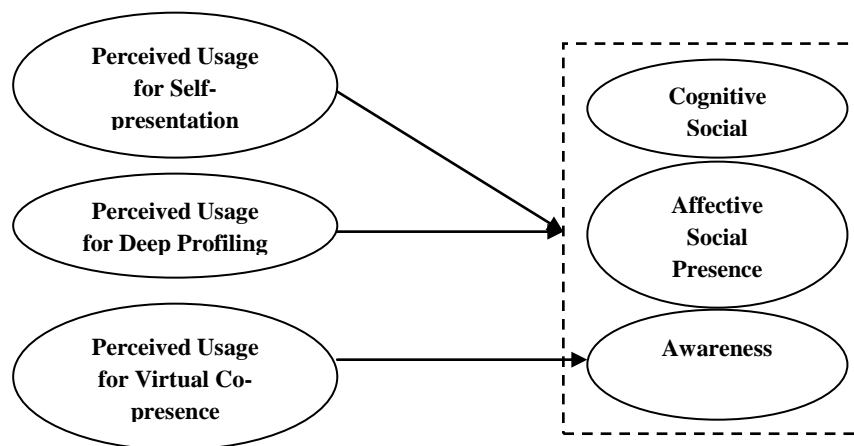 Perceived Usage
for Self-
presentation
Perceived Usage
for Deep Profiling
Perceived Usage
for Virtual Co-
presence
Cognitive
Social
Affective
Social
Presence
Awareness